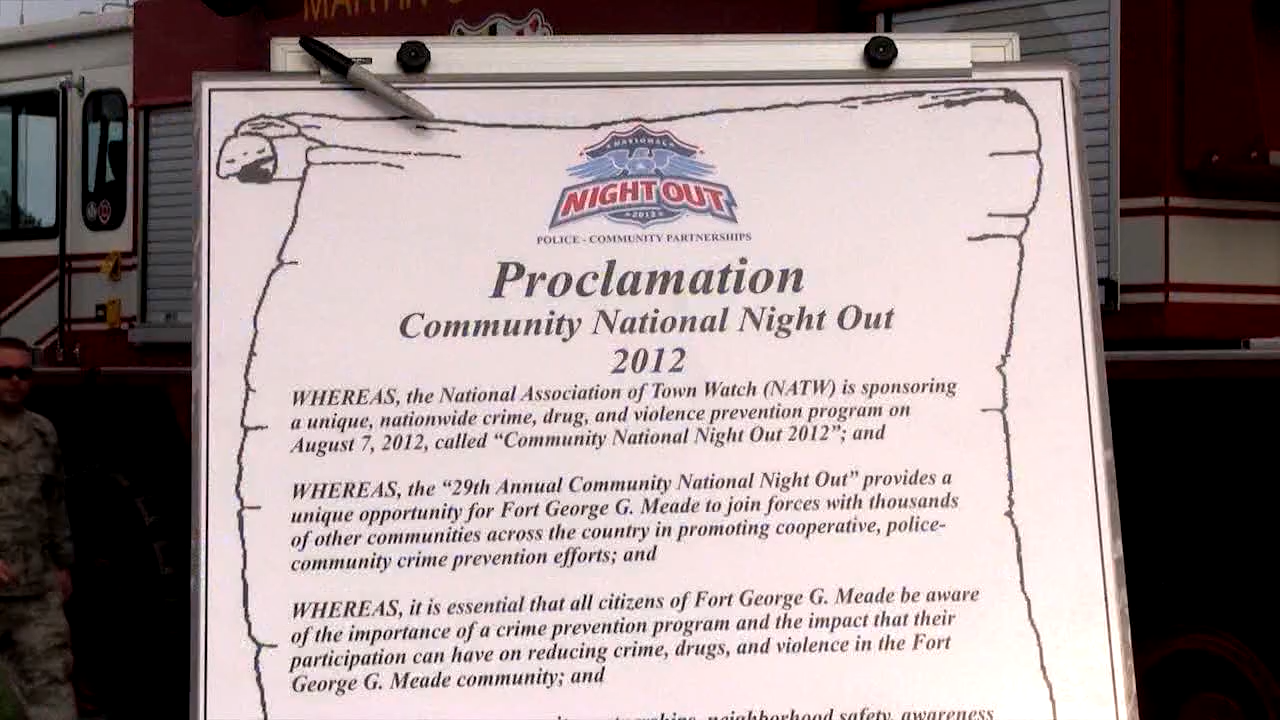 MARTIN
NATIONAL
NIGHT OUT
2012
POLICE - COMMUNITY PARTNERSHIPS
Proclamation
Community National Night Out
2012
WHEREAS, the National Association of Town Watch (NATW) is sponsoring
a unique, nationwide crime, drug, and violence prevention program on
August 7, 2012, called “Community National Night Out 2012”; and
WHEREAS, the “29th Annual Community National Night Out” provides a
unique opportunity for Fort George G. Meade to join forces with thousands
of other communities across the country in promoting cooperative, police-
community crime prevention efforts; and
WHEREAS, it is essential that all citizens of Fort George G. Meade be aware
of the importance of a crime prevention program and the impact that their
participation can have on reducing crime, drugs, and violence in the Fort
George G. Meade community; and
neighborhood safety, awareness